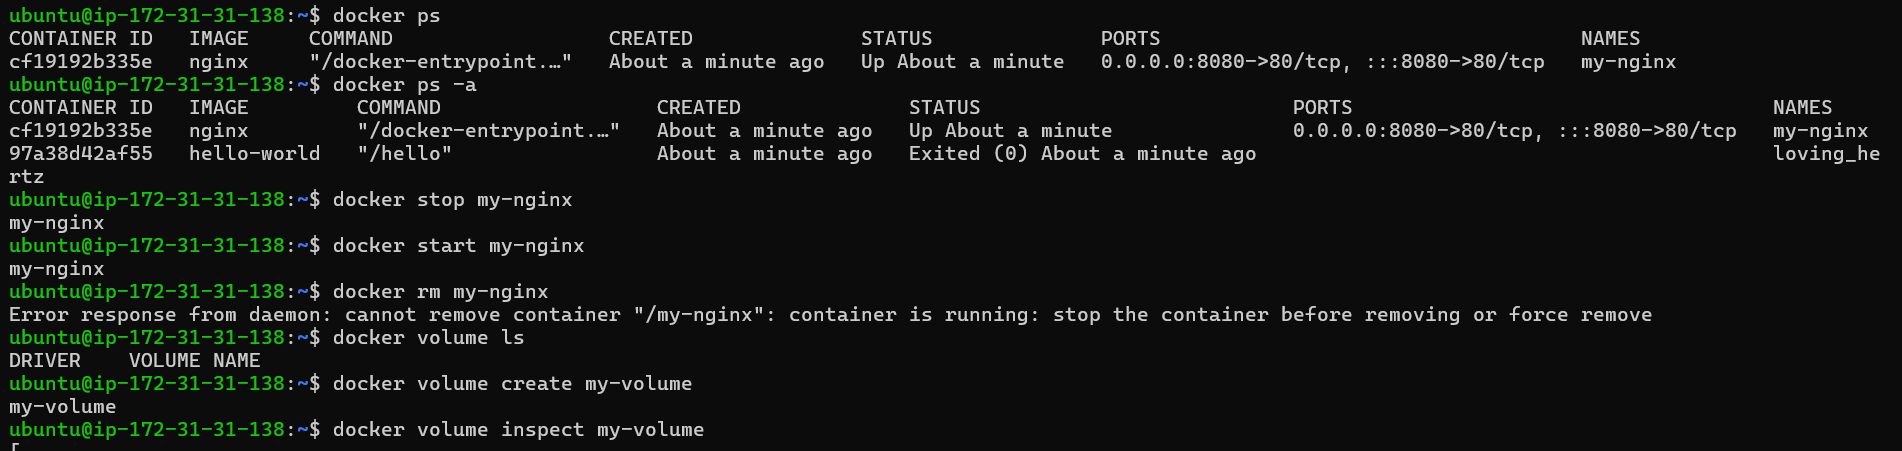 ubuntu@ip-172-31-31-138:~$ docker ps
CONTAINER ID   IMAGE     COMMAND                  CREATED              STATUS              PORTS                                   NAMES
cf19192b335e   nginx     "/docker-entrypoint.…"   About a minute ago   Up About a minute   0.0.0.0:8080->80/tcp, :::8080->80/tcp   my-nginx
ubuntu@ip-172-31-31-138:~$ docker ps -a
CONTAINER ID   IMAGE         COMMAND                  CREATED              STATUS                          PORTS                                   NAMES
cf19192b335e   nginx         "/docker-entrypoint.…"   About a minute ago   Up About a minute               0.0.0.0:8080->80/tcp, :::8080->80/tcp   my-nginx
97a38d42af55   hello-world   "/hello"                 About a minute ago   Exited (0) About a minute ago                                           loving_he
rtz
ubuntu@ip-172-31-31-138:~$ docker stop my-nginx
my-nginx
ubuntu@ip-172-31-31-138:~$ docker start my-nginx
my-nginx
ubuntu@ip-172-31-31-138:~$ docker rm my-nginx
Error response from daemon: cannot remove container "/my-nginx": container is running: stop the container before removing or force remove
ubuntu@ip-172-31-31-138:~$ docker volume ls
DRIVER    VOLUME NAME
ubuntu@ip-172-31-31-138:~$ docker volume create my-volume
my-volume
ubuntu@ip-172-31-31-138:~$ docker volume inspect my-volume
[